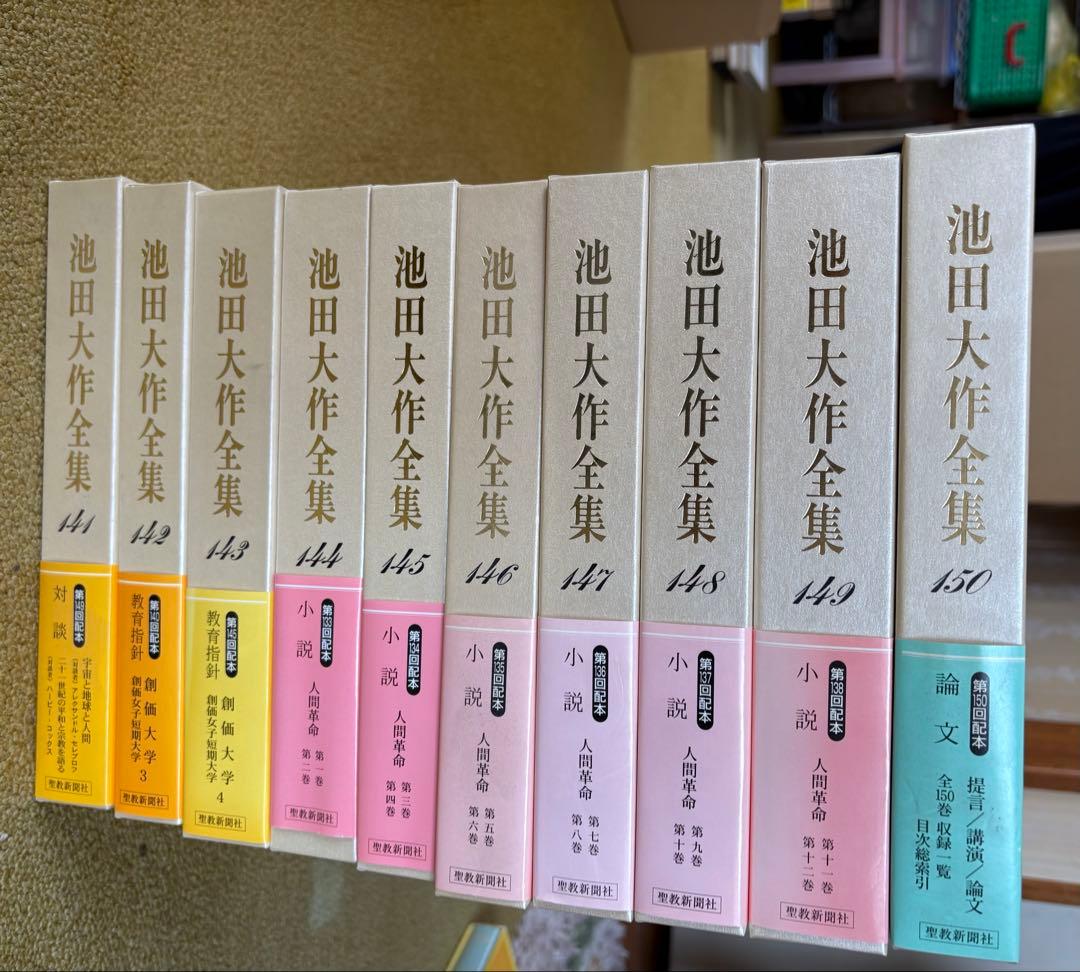 池田大作全集
141
第149回配本
対談
宇宙と地球と人間
〈対談者〉アレクサンドル・セレブロフ
二十一世紀の平和と宗教を語る
〈対談者〉ハービー・コックス
聖教新聞社
池田大作全集
142
第140回配本
教育指針
創価大学
創価女子短期大学
3
聖教新聞社
池田大作全集
143
第145回配本
教育指針
創価大学
創価女子短期大学
4
聖教新聞社
池田大作全集
144
第133回配本
小説
人間革命
第一巻
第二巻
聖教新聞社
池田大作全集
145
第134回配本
小説
人間革命
第三巻
第四巻
聖教新聞社
池田大作全集
146
第135回配本
小説
人間革命
第五巻
第六巻
聖教新聞社
池田大作全集
147
第136回配本
小説
人間革命
第七巻
第八巻
聖教新聞社
池田大作全集
148
第137回配本
小説
人間革命
第九巻
第十巻
聖教新聞社
池田大作全集
149
第138回配本
小説
人間革命
第十一巻
第十二巻
聖教新聞社
池田大作全集
150
第150回配本
論文
提言/講演/論文
全150巻 収録一覧
目次総索引
聖教新聞社